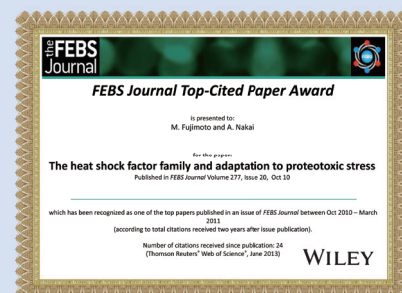 the FEBS
Journal
FEBS Journal Top-Cited Paper Award
is presented to:
M. Fujimoto and A. Nakai
for the paper:
The heat shock factor family and adaptation to proteotoxic stress
Published in FEBS Journal Volume 277, Issue 20, Oct 10
which has been recognized as one of the top papers published in an issue of FEBS Journal between Oct 2010 – March
2011
(according to total citations received two years after issue publication).
Number of citations received since publication: 24
(Thomson Reuters® Web of Science®, June 2013)
WILEY